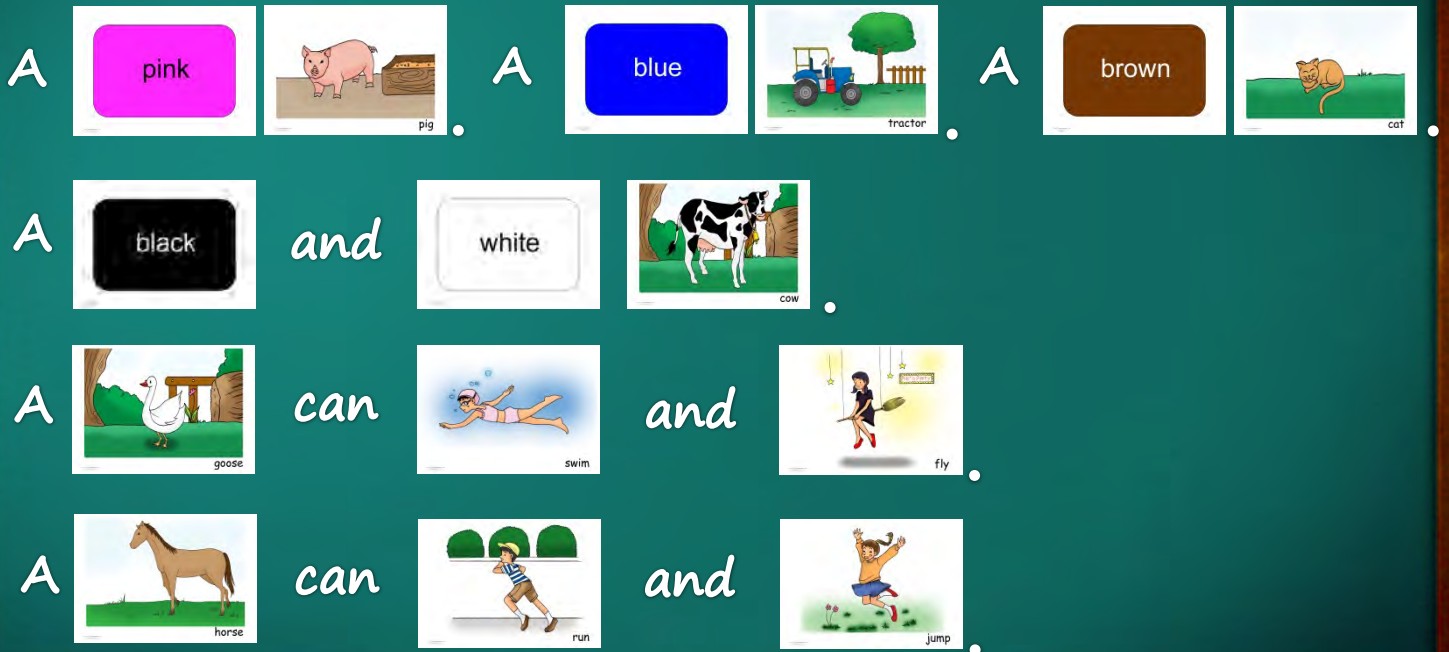 A pink pig. A blue tractor. A brown cat.
A black and white cow.
A goose can swim and fly.
A horse can run and jump.